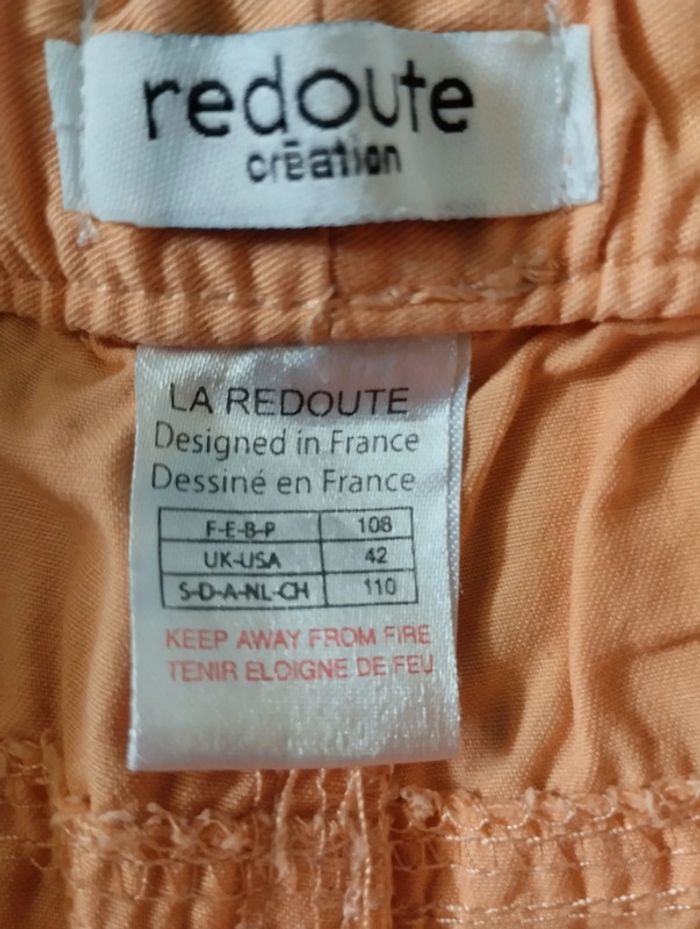 redoute
crēation
LA REDOUTE
Designed in France
Dessiné en France
F-E-B-P 108
UK-USA 42
S-D-A-NL-CH 110
KEEP AWAY FROM FIRE
TENIR ELOIGNE DE FEU